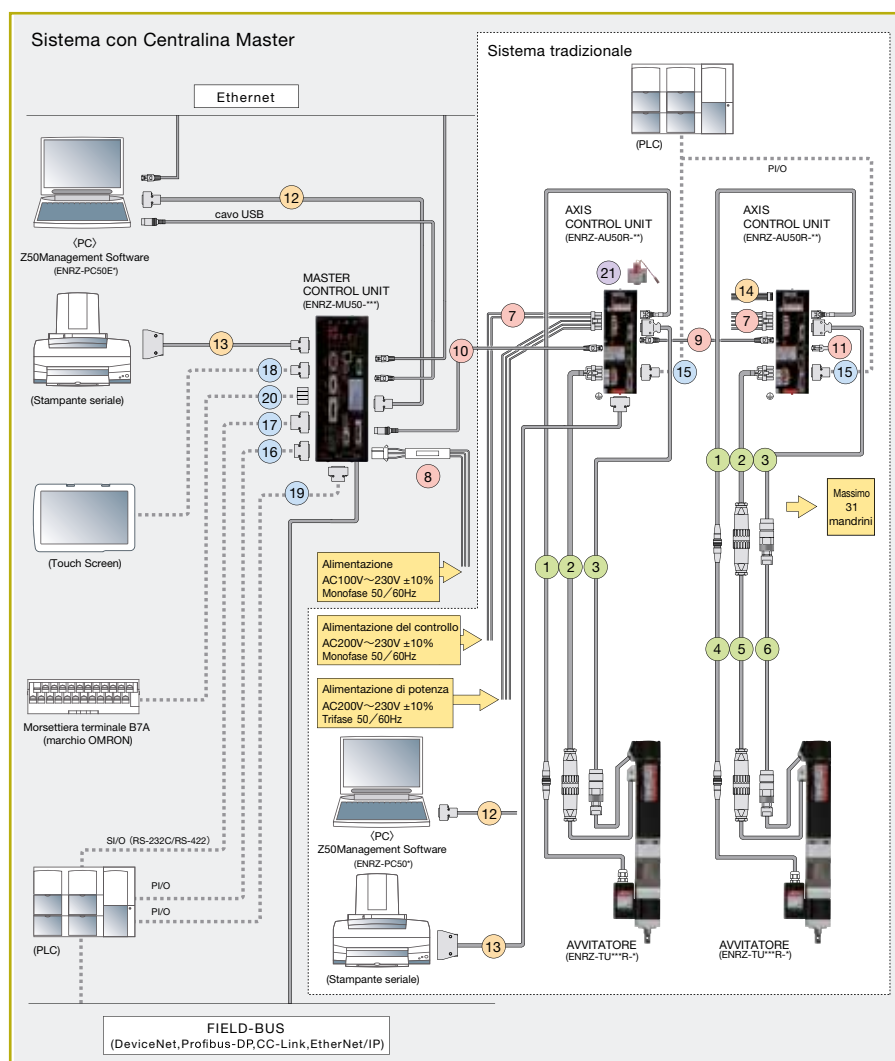 Sistema con Centralina Master
Ethernet
12
cavo USB
〈PC〉
Z50Management Software
(ENRZ-PC50E*)
MASTER
CONTROL UNIT
(ENRZ-MU50-***)
13
(Stampante seriale)
18
20
17
16
19
10
8
(Touch Screen)
Morsettiera terminale B7A
(marchio OMRON)
SI/O (RS-232C/RS-422)
PI/O
PI/O
(PLC)
FIELD-BUS
(DeviceNet,Profibus-DP,CC-Link,EtherNet/IP)
Sistema tradizionale
(PLC)
PI/O
AXIS
CONTROL UNIT
(ENRZ-AU50R-**)
AXIS
CONTROL UNIT
(ENRZ-AU50R-**)
21
7
14
7
9
11
15
15
1
2
3
Massimo
31
mandrini
Alimentazione
AC100V～230V ±10%
Monofase 50／60Hz
1
2
3
Alimentazione del controllo
AC200V～230V ±10%
Monofase 50／60Hz
4
5
6
Alimentazione di potenza
AC200V～230V ±10%
Trifase 50／60Hz
12
〈PC〉
Z50Management Software
(ENRZ-PC50*)
13
(Stampante seriale)
AVVITATORE
(ENRZ-TU***R-*)
AVVITATORE
(ENRZ-TU***R-*)